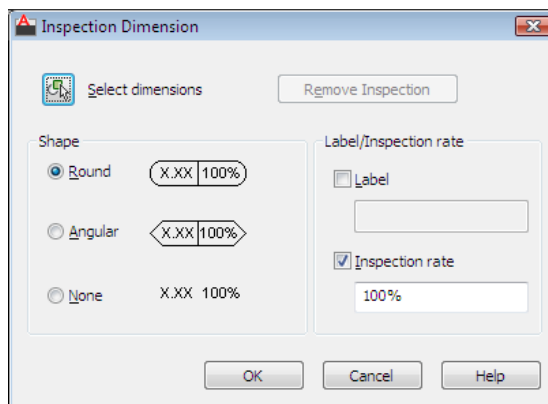 Inspection Dimension
Select dimensions
Remove Inspection
Shape
Round
X.XX 100%
Angular
X.XX 100%
None
X.XX 100%
Label/Inspection rate
Label
Inspection rate
100%
OK
Cancel
Help